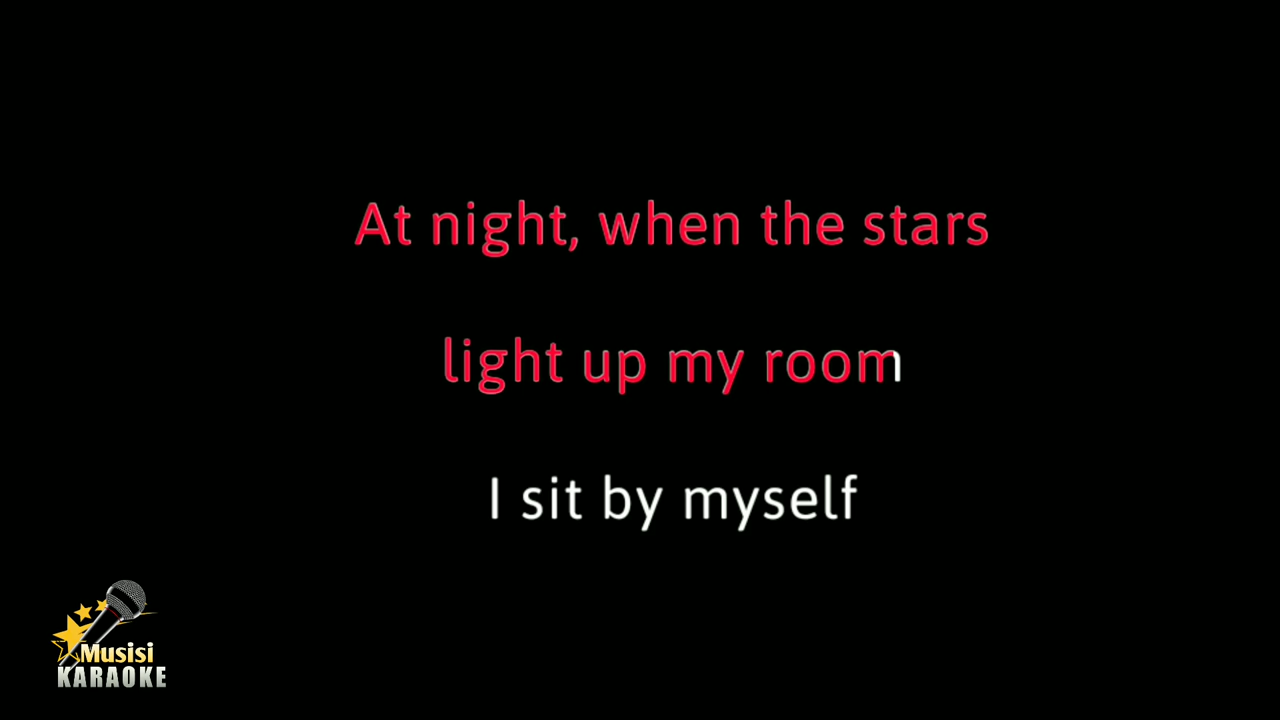 At night, when the stars
light up my room
I sit by myself
Musisi
KARAOKE